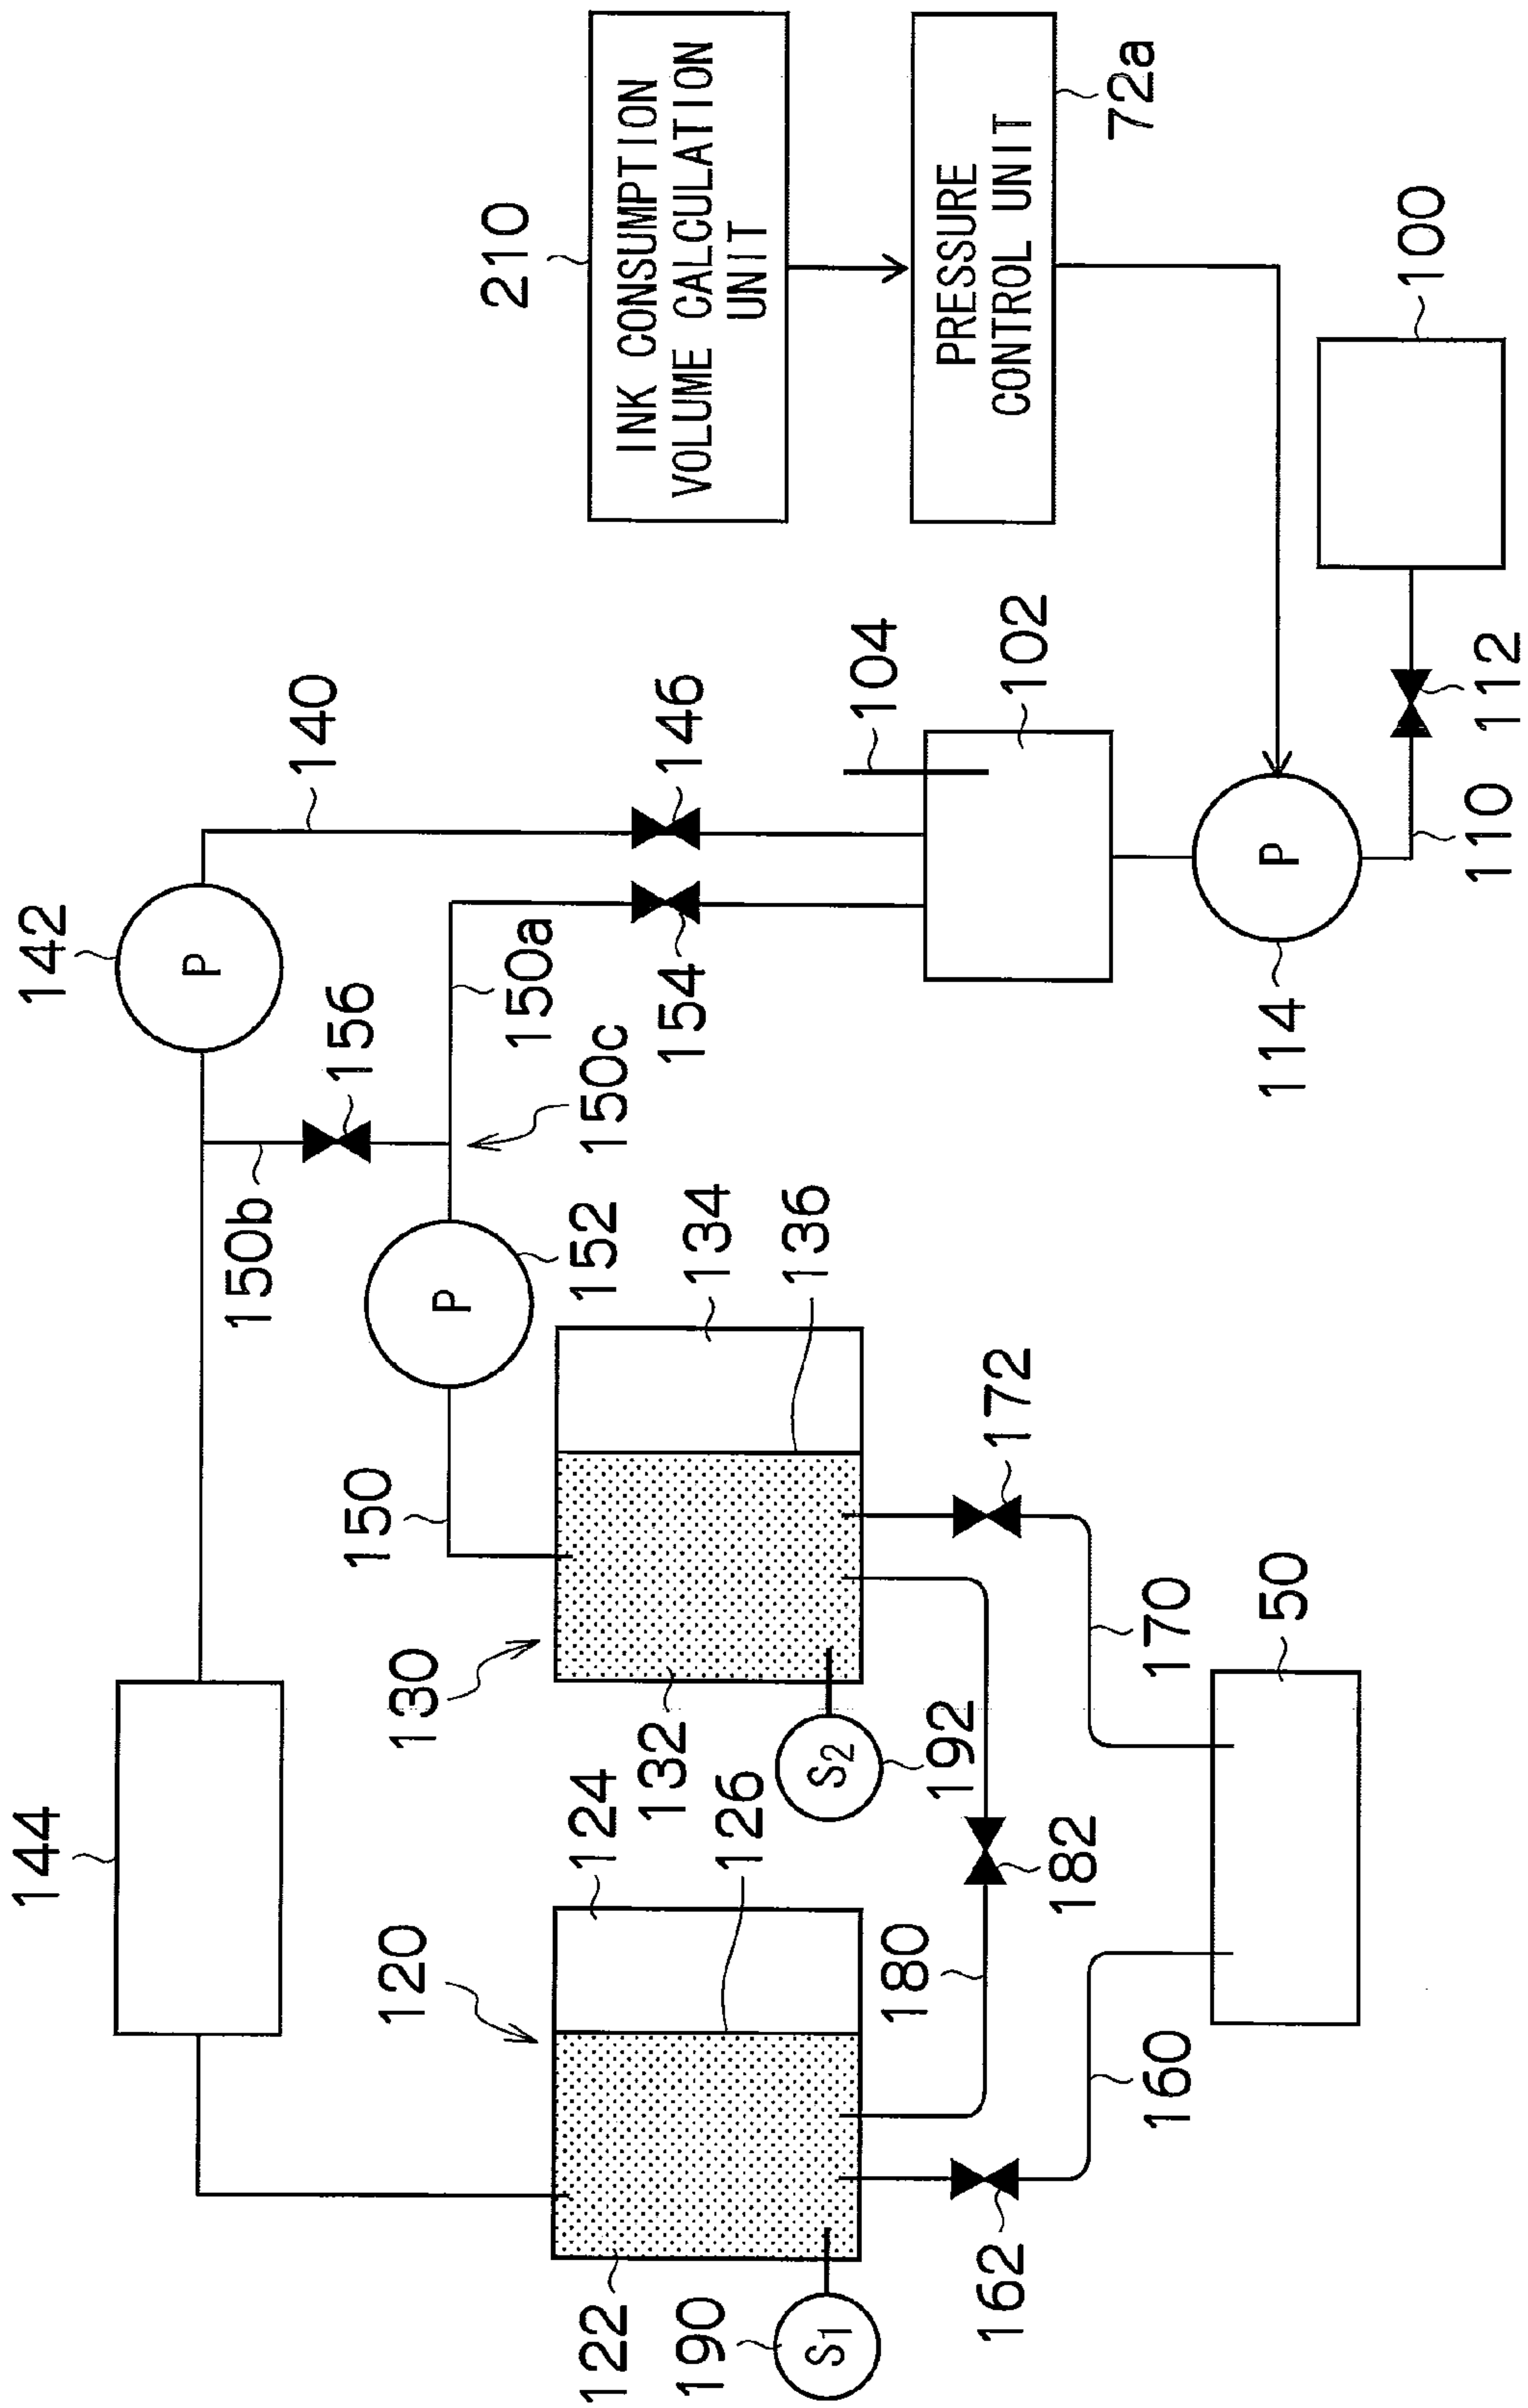 144
142
140
150b
156
150
150a
150c
146
154
104
102
210
INK CONSUMPTION
VOLUME CALCULATION
UNIT
PRESSURE
CONTROL UNIT
72a
P
P
P
152
120
124
126
130
132
134
136
122
190
S1
S2
192
180
182
172
162
160
170
50
114
110
112
100